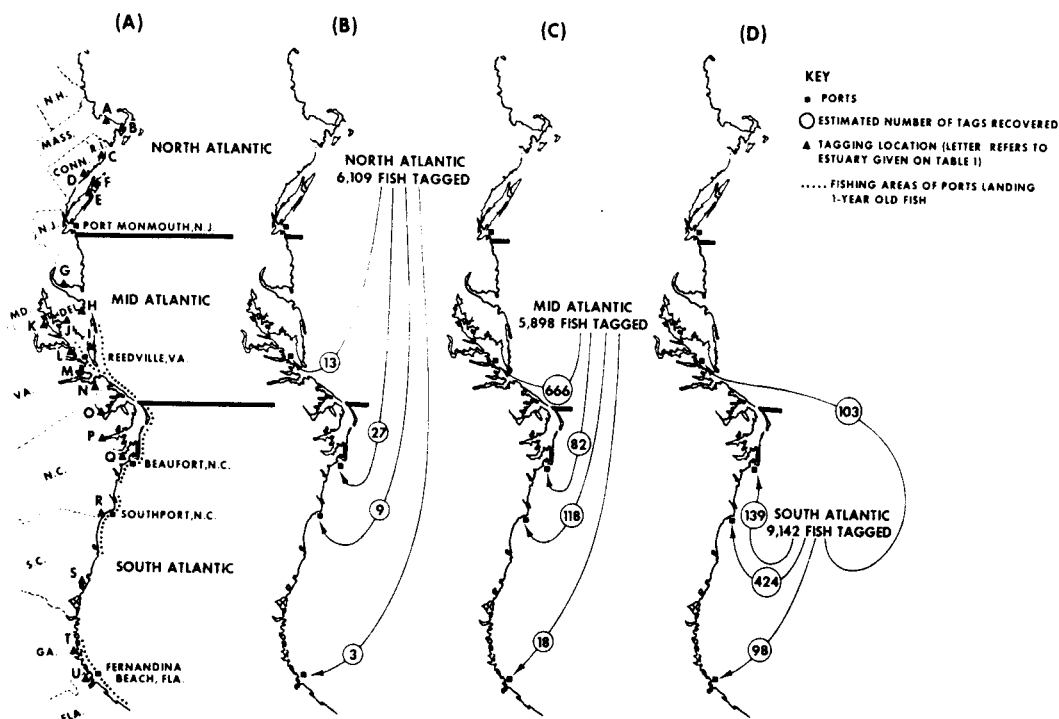 (A)
(B)
(C)
(D)
KEY
PORTS
ESTIMATED NUMBER OF TAGS RECOVERED
TAGGING LOCATION (LETTER REFERS TO
ESTUARY GIVEN ON TABLE I)
FISHING AREAS OF PORTS LANDING
1-YEAR OLD FISH
N.H.
MASS.
CONN.
R.I.
N.J.
MD
DEL
VA.
N.C.
S.C.
GA.
FLA.
A
B
C
D
F
E
G
H
K
J
I
L
M
N
O
P
Q
R
S
T
U
NORTH ATLANTIC
PORT MONMOUTH, N.J.
MID ATLANTIC
REEDVILLE, VA.
BEAUFORT, N.C.
SOUTHPORT, N.C.
SOUTH ATLANTIC
FERNANDINA
BEACH, FLA.
NORTH ATLANTIC
6,109 FISH TAGGED
13
27
9
3
MID ATLANTIC
5,898 FISH TAGGED
666
82
118
18
103
SOUTH ATLANTIC
9,142 FISH TAGGED
139
424
98